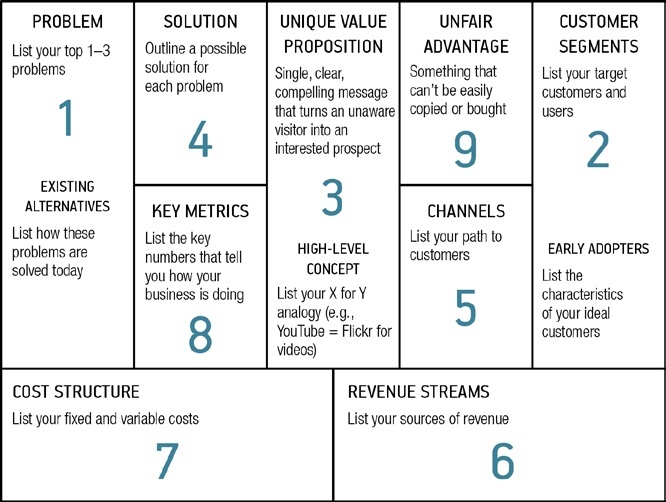 PROBLEM
List your top 1–3
problems
1
EXISTING
ALTERNATIVES
List how these
problems are
solved today
SOLUTION
Outline a possible
solution for
each problem
4
KEY METRICS
List the key
numbers that tell
you how your
business is doing
8
UNIQUE VALUE
PROPOSITION
Single, clear,
compelling message
that turns an unaware
visitor into an
interested prospect
3
HIGH-LEVEL
CONCEPT
List your X for Y
analogy (e.g.,
YouTube = Flickr for
videos)
UNFAIR
ADVANTAGE
Something that
can't be easily
copied or bought
9
CHANNELS
List your path to
customers
5
CUSTOMER
SEGMENTS
List your target
customers and
users
2
EARLY ADOPTERS
List the
characteristics
of your ideal
customers
COST STRUCTURE
List your fixed and variable costs
7
REVENUE STREAMS
List your sources of revenue
6